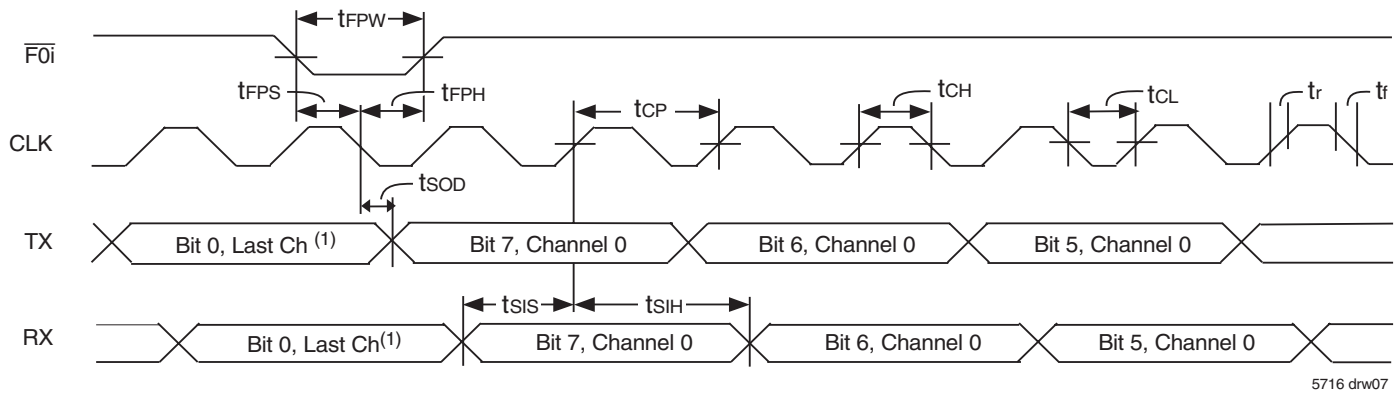 tFPW
F0i
tFPS
tFPH
tCP
tCH
tCL
tr
tf
CLK
tSOD
TX
Bit 0, Last Ch (1)
Bit 7, Channel 0
Bit 6, Channel 0
Bit 5, Channel 0
tSIS
tSIH
RX
Bit 0, Last Ch(1)
Bit 7, Channel 0
Bit 6, Channel 0
Bit 5, Channel 0
5716 drw07